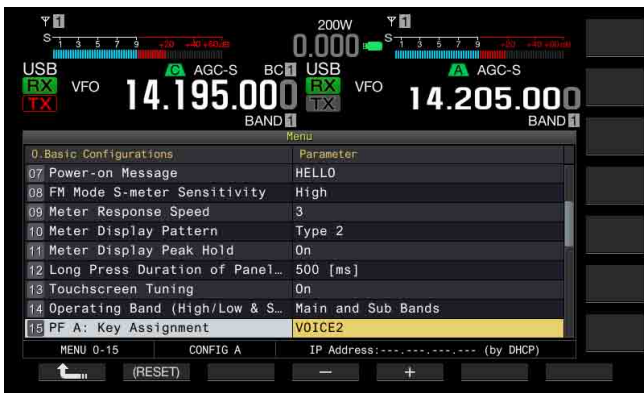 1 200W 1
S 1 3 5 7 9 +20 +40 +60dB 0.000 S 1 3 5 7 9 +20 +40 +60dB
USB C AGC-S BC1 USB A AGC-S
RX VFO 14.195.000 RX VFO 14.205.000
TX BAND1 TX BAND1
Menu
0.Basic Configurations Parameter
07 Power-on Message HELLO
08 FM Mode S-meter Sensitivity High
09 Meter Response Speed 3
10 Meter Display Pattern Type 2
11 Meter Display Peak Hold On
12 Long Press Duration of Panel... 500 [ms]
13 Touchscreen Tuning On
14 Operating Band (High/Low & S... Main and Sub Bands
15 PF A: Key Assignment VOICE2
MENU 0-15 CONFIG A IP Address:---.---.---.--- (by DHCP)
(RESET) − +